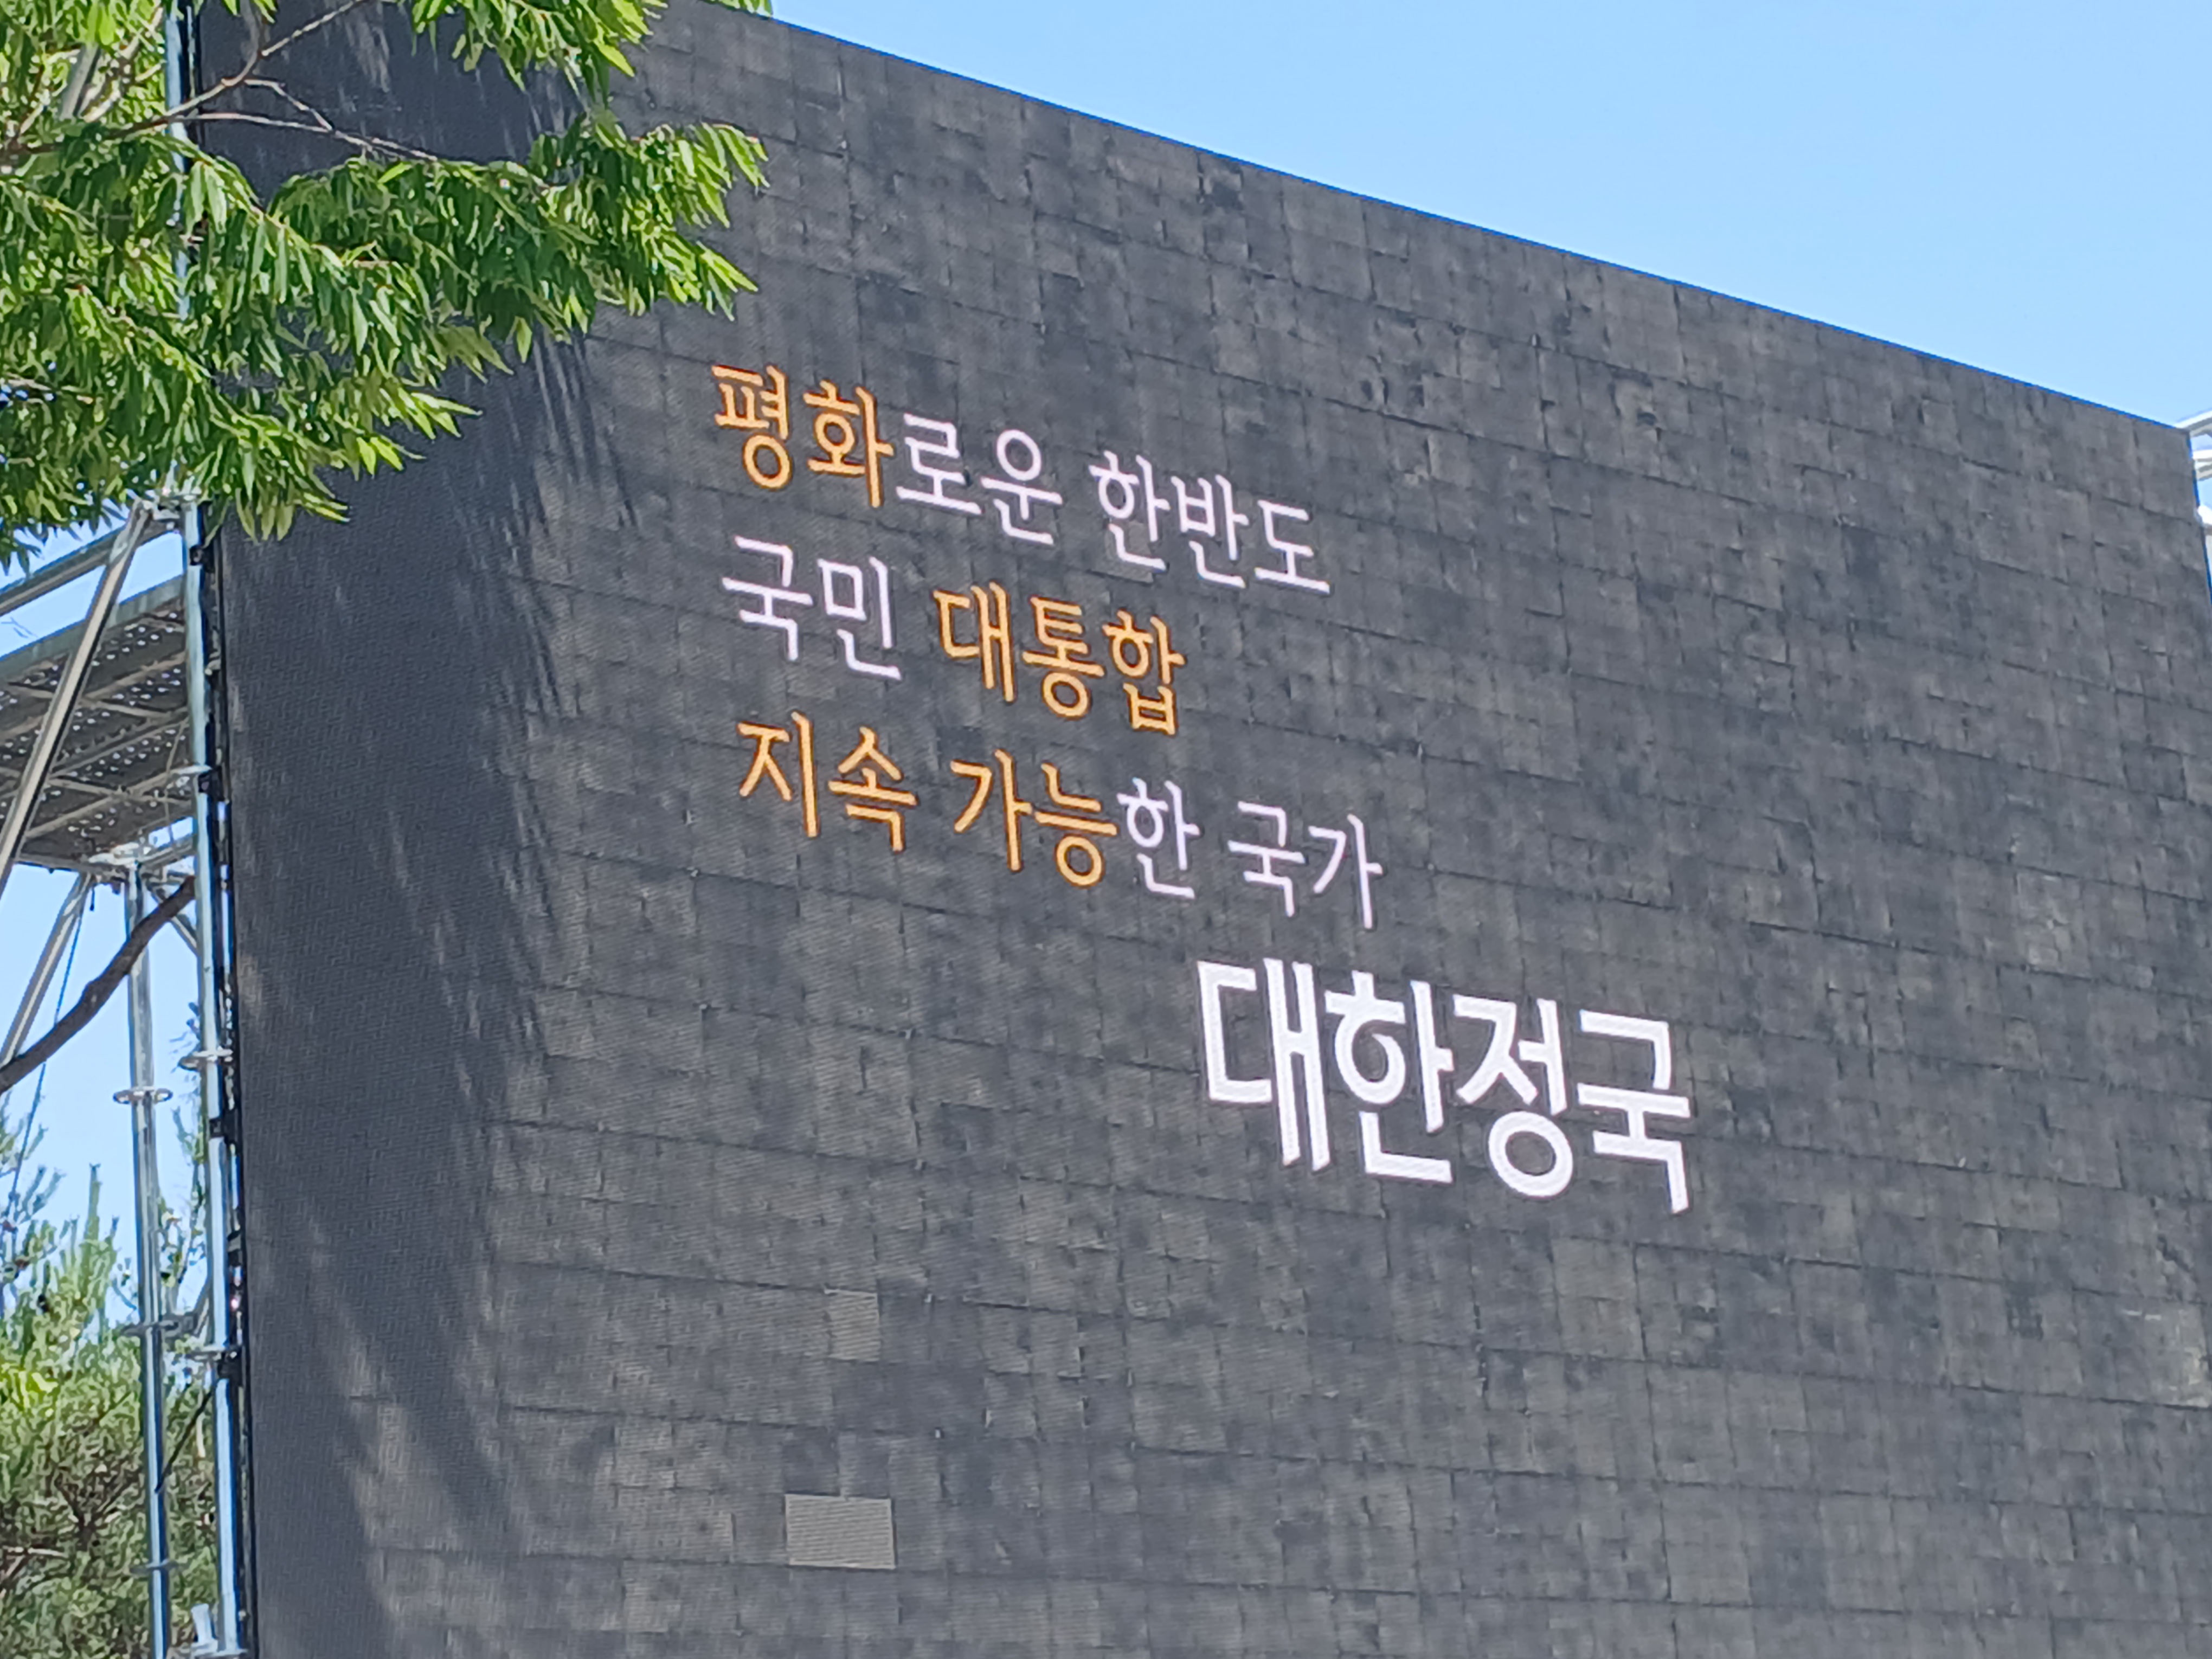 평화로운 한반도
국민 대통합
지속 가능한 국가
대한정국